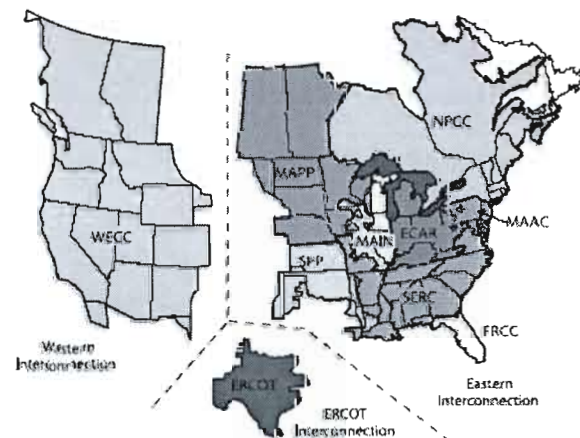 NPCC
MAPP
MAAC
WECC
MAIN
ECAR
SPP
SERC
FRCC
Western
Interconnection
ERCOT
ERCOT
Interconnection
Eastern
Interconnection